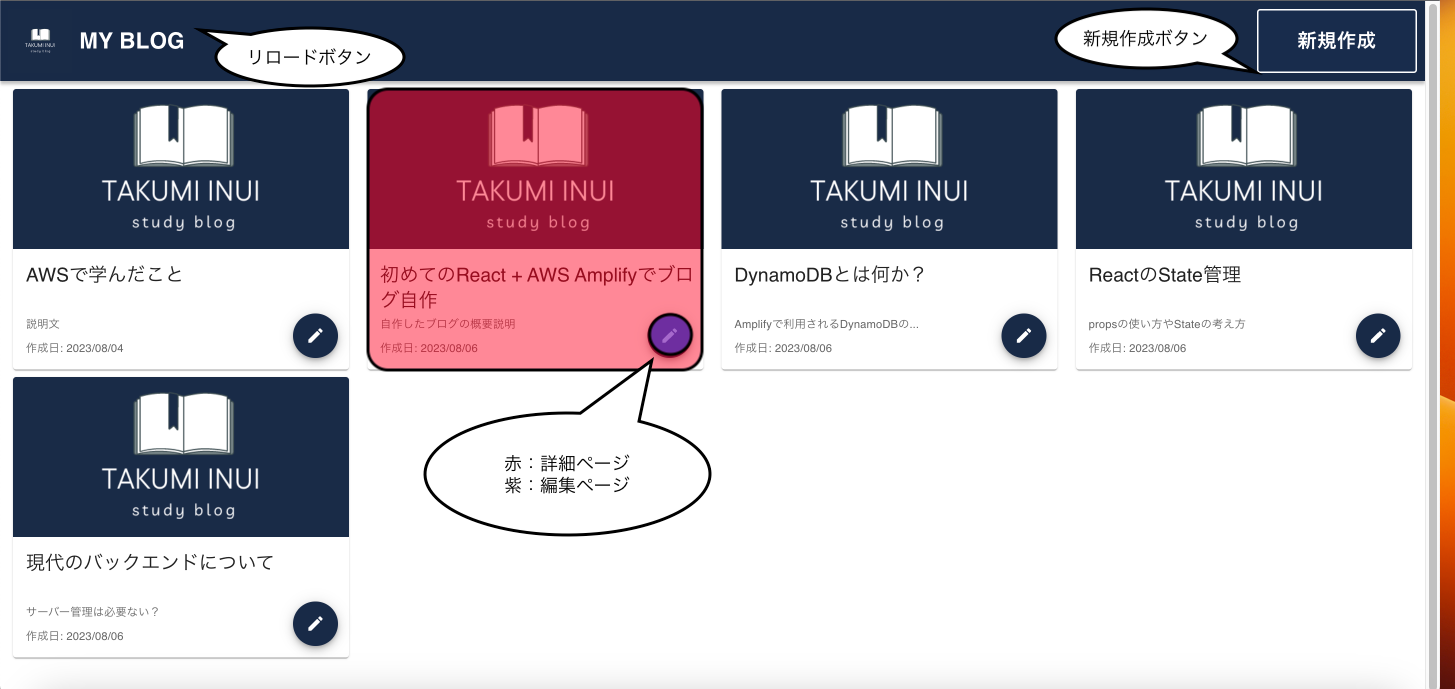 TAKUMI INUI
study blog
MY BLOG
リロードボタン
新規作成ボタン
新規作成
TAKUMI INUI
study blog
AWSで学んだこと
説明文
作成日: 2023/08/04
TAKUMI INUI
study blog
初めてのReact + AWS Amplifyでブロ
グ自作
自作したブログの概要説明
作成日: 2023/08/06
TAKUMI INUI
study blog
DynamoDBとは何か？
Amplifyで利用されるDynamoDBの...
作成日: 2023/08/06
TAKUMI INUI
study blog
ReactのState管理
propsの使い方やStateの考え方
作成日: 2023/08/06
赤：詳細ページ
紫：編集ページ
TAKUMI INUI
study blog
現代のバックエンドについて
サーバー管理は必要ない？
作成日: 2023/08/06